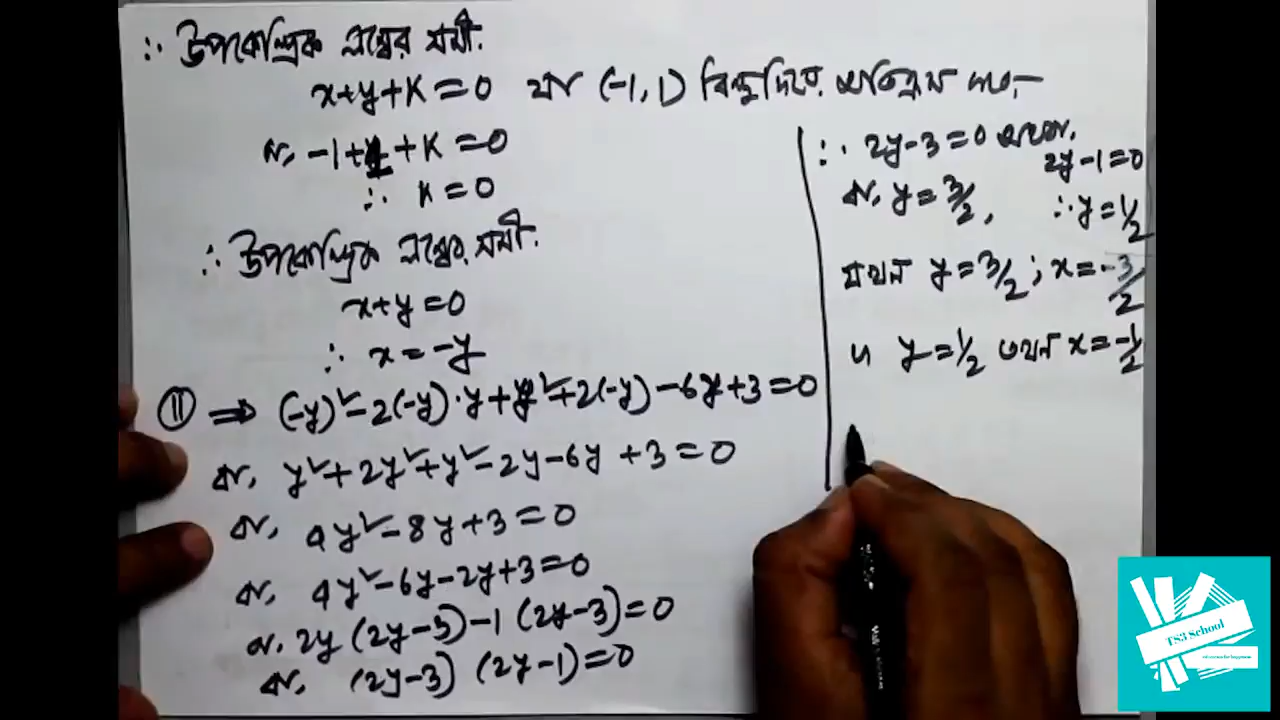 ∴ উপকেন্দ্রিক লম্বের সমী.
x+y+K=0 যা (-1,1) বিন্দু দিয়ে
বা, -1+1+K=0
∴ K=0
∴ উপকেন্দ্রিক লম্বের সমী.
x+y=0
∴ x=-y
⑪ ⇒ (-y)²-2(-y)·y+y²+2(-y)-6y+3=0
বা, y²+2y²+y²-2y-6y+3=0
বা, 4y²-8y+3=0
বা, 4y²-6y-2y+3=0
বা, 2y(2y-3)-1(2y-3)=0
বা, (2y-3)(2y-1)=0
∴ 2y-3=0 অথবা,
2y-1=0
বা, y=3/2, ∴ y=1/2
যখন y=3/2; x=-3/2
ও y=1/2 তখন x=-1/2
TS3 School